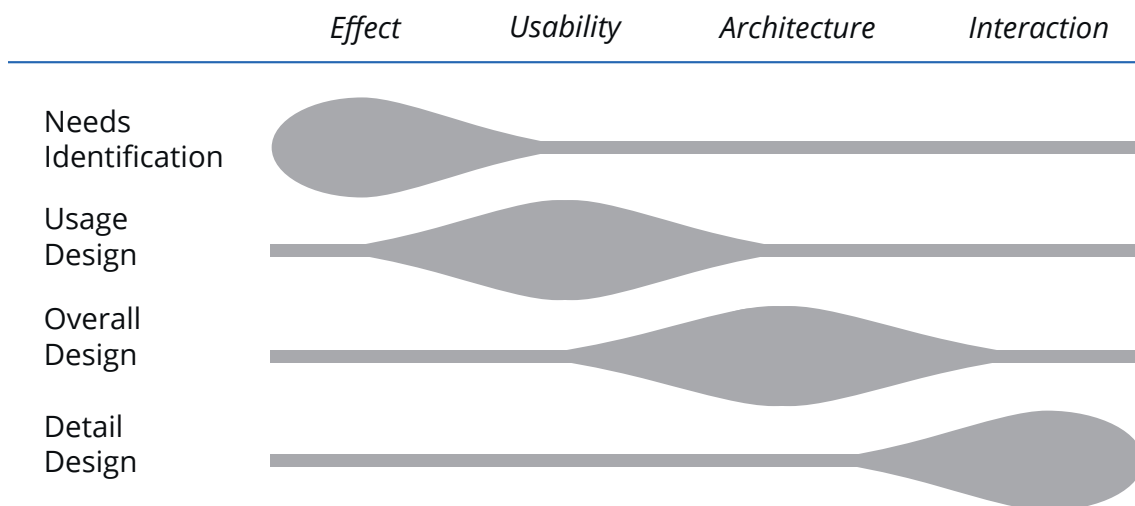 Effect Usability Architecture Interaction
Needs
Identification
Usage
Design
Overall
Design
Detail
Design